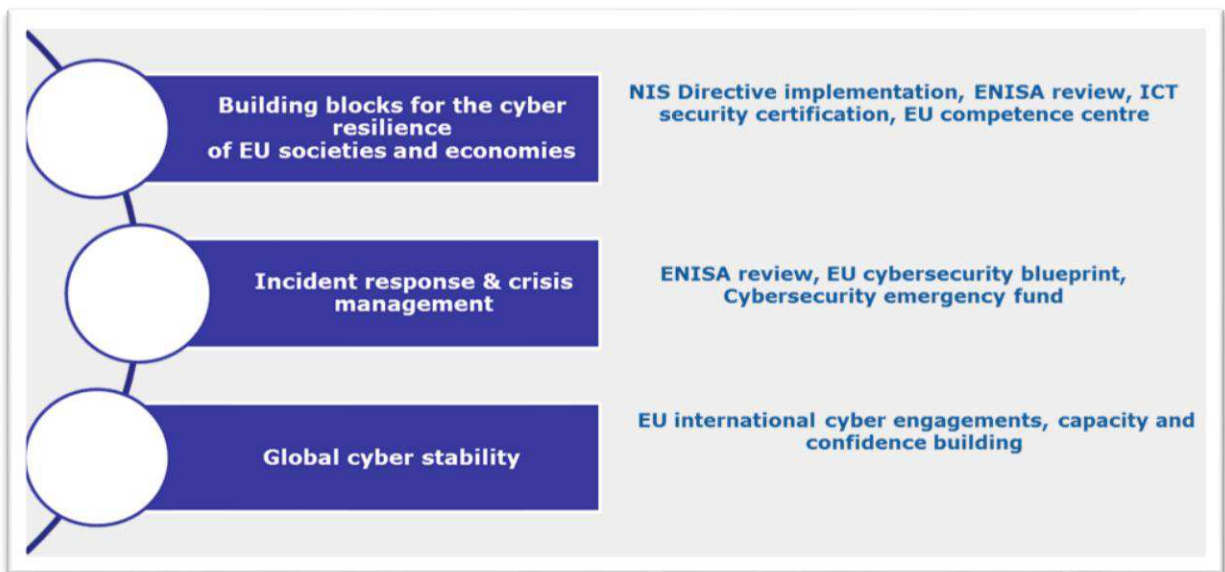 Building blocks for the cyber
resilience
of EU societies and economies
NIS Directive implementation, ENISA review, ICT
security certification, EU competence centre
Incident response & crisis
management
ENISA review, EU cybersecurity blueprint,
Cybersecurity emergency fund
Global cyber stability
EU international cyber engagements, capacity and
confidence building